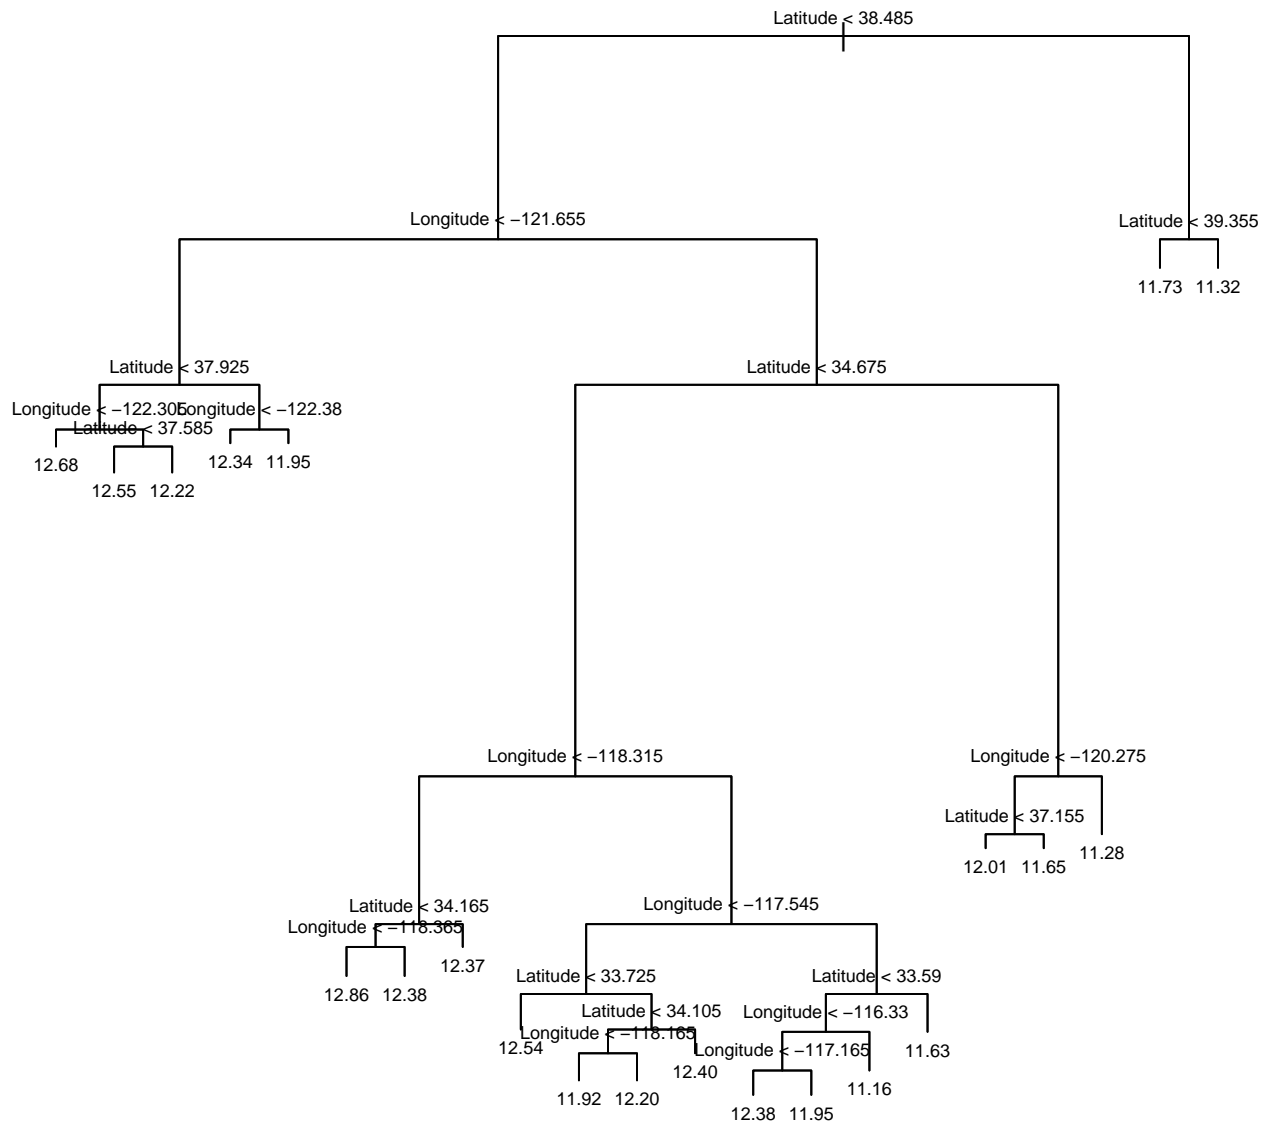 Latitude < 38.485
Longitude < −121.655
Latitude < 39.355
11.73 11.32
Latitude < 37.925
Latitude < 34.675
Longitude < −122.305
Longitude < −122.38
Latitude < 37.585
12.68
12.34 11.95
12.55 12.22
Longitude < −118.315
Longitude < −120.275
Latitude < 37.155
12.01 11.65
11.28
Latitude < 34.165
Longitude < −117.545
Longitude < −118.365
12.37
12.86 12.38
Latitude < 33.725
Latitude < 33.59
Latitude < 34.105
Longitude < −116.33
Longitude < −118.165
12.54
Longitude < −117.165
11.63
12.40
11.92 12.20
11.16
12.38 11.95